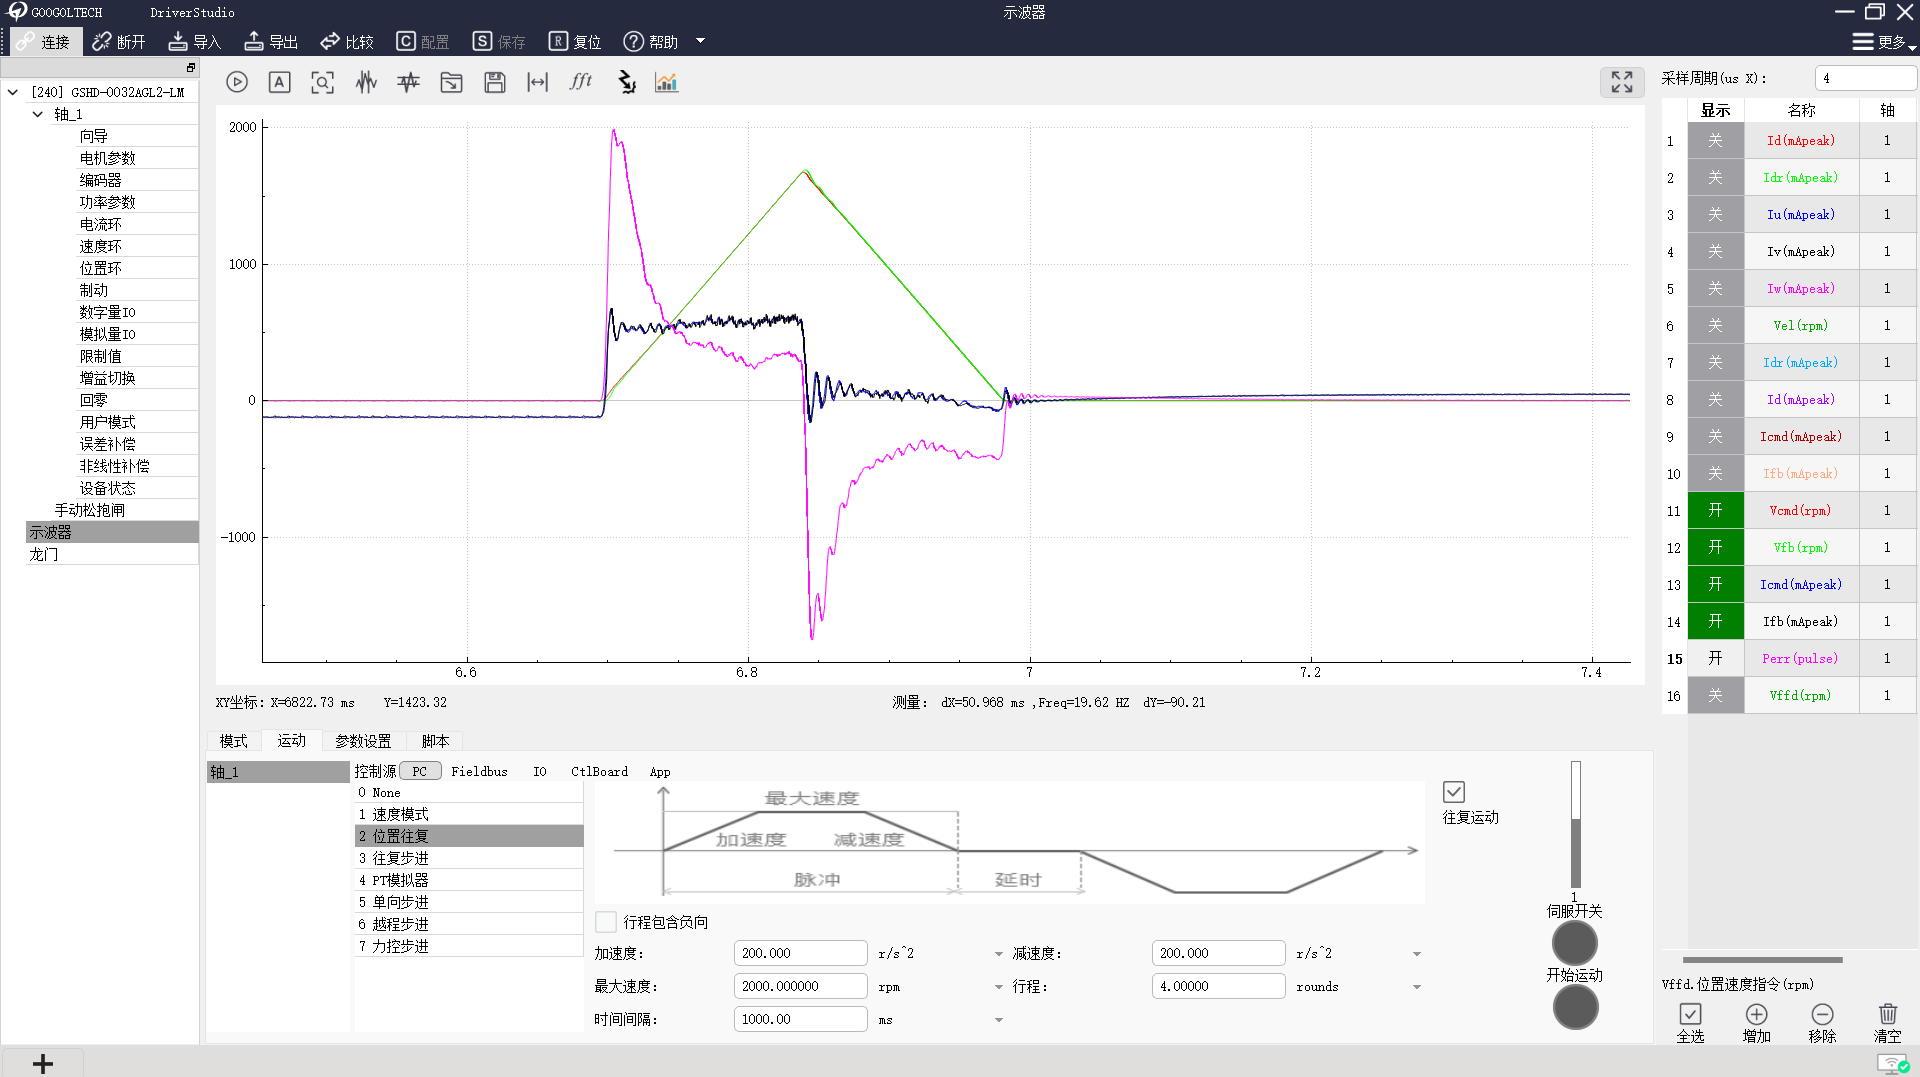 GOOGOLTECH DriverStudio 示波器
连接 断开 导入 导出 比较 C 配置 S 保存 R 复位 ? 帮助 更多
A fft
采样周期(us X): 4
[240] GSHD-0032AGL2-LM
轴_1
向导
电机参数
编码器
功率参数
电流环
速度环
位置环
制动
数字量IO
模拟量IO
限制值
增益切换
回零
用户模式
误差补偿
非线性补偿
设备状态
手动松抱闸
示波器
龙门
2000
1000
0
-1000
6.6 6.8 7 7.2 7.4
XY坐标: X=6822.73 ms Y=1423.32 测量: dX=50.968 ms ,Freq=19.62 HZ dY=-90.21
显示 名称 轴
1 关 Id(mApeak) 1
2 关 Idr(mApeak) 1
3 关 Iu(mApeak) 1
4 关 Iv(mApeak) 1
5 关 Iw(mApeak) 1
6 关 Vel(rpm) 1
7 关 Idr(mApeak) 1
8 关 Id(mApeak) 1
9 关 Icmd(mApeak) 1
10 关 Ifb(mApeak) 1
11 开 Vcmd(rpm) 1
12 开 Vfb(rpm) 1
13 开 Icmd(mApeak) 1
14 开 Ifb(mApeak) 1
15 开 Perr(pulse) 1
16 关 Vffd(rpm) 1
模式 运动 参数设置 脚本
轴_1
控制源 PC Fieldbus IO CtlBoard App
0 None
1 速度模式
2 位置往复
3 往复步进
4 PT模拟器
5 单向步进
6 越程步进
7 力控步进
最大速度
加速度 减速度
脉冲 延时
往复运动
行程包含负向
加速度: 200.000 r/s^2 减速度: 200.000 r/s^2
最大速度: 2000.000000 rpm 行程: 4.00000 rounds
时间间隔: 1000.00 ms
1
伺服开关
开始运动
Vffd.位置速度指令(rpm)
全选 增加 移除 清空